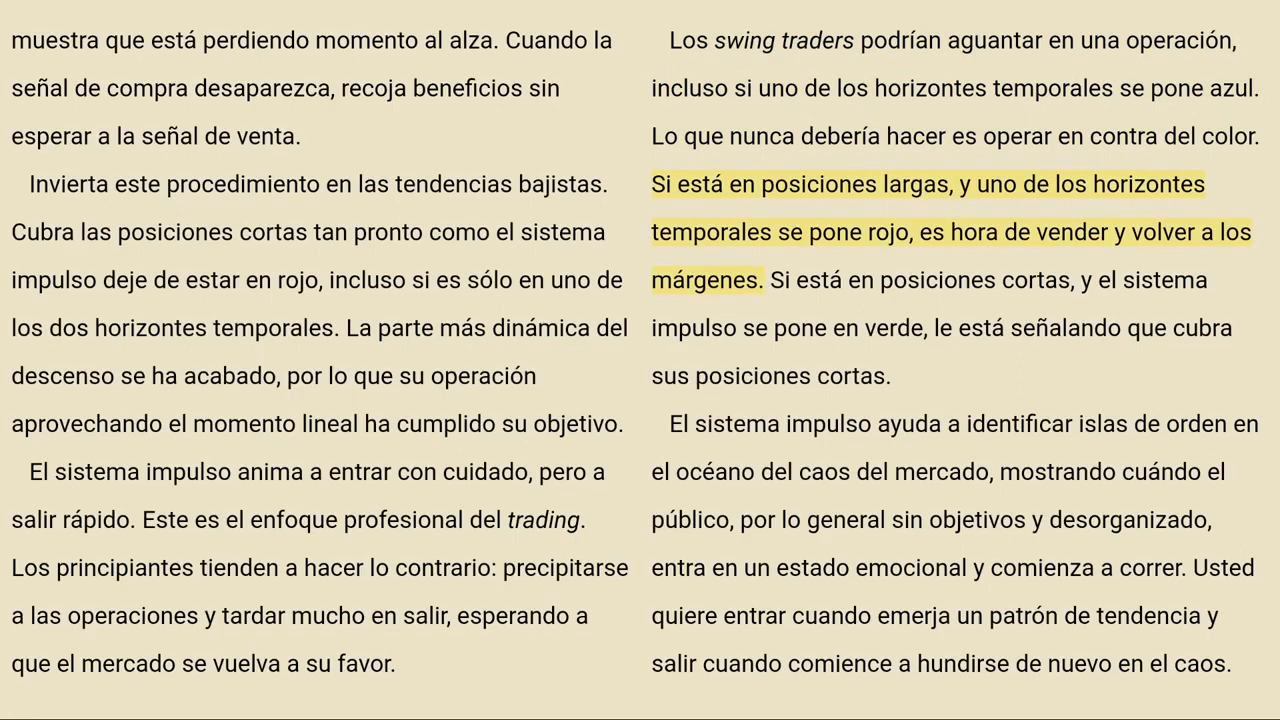 muestra que está perdiendo momento al alza. Cuando la
señal de compra desaparezca, recoja beneficios sin
esperar a la señal de venta.
Invierta este procedimiento en las tendencias bajistas.
Cubra las posiciones cortas tan pronto como el sistema
impulso deje de estar en rojo, incluso si es sólo en uno de
los dos horizontes temporales. La parte más dinámica del
descenso se ha acabado, por lo que su operación
aprovechando el momento lineal ha cumplido su objetivo.
El sistema impulso anima a entrar con cuidado, pero a
salir rápido. Este es el enfoque profesional del trading.
Los principiantes tienden a hacer lo contrario: precipitarse
a las operaciones y tardar mucho en salir, esperando a
que el mercado se vuelva a su favor.
Los swing traders podrían aguantar en una operación,
incluso si uno de los horizontes temporales se pone azul.
Lo que nunca debería hacer es operar en contra del color.
Si está en posiciones largas, y uno de los horizontes
temporales se pone rojo, es hora de vender y volver a los
márgenes. Si está en posiciones cortas, y el sistema
impulso se pone en verde, le está señalando que cubra
sus posiciones cortas.
El sistema impulso ayuda a identificar islas de orden en
el océano del caos del mercado, mostrando cuándo el
público, por lo general sin objetivos y desorganizado,
entra en un estado emocional y comienza a correr. Usted
quiere entrar cuando emerja un patrón de tendencia y
salir cuando comience a hundirse de nuevo en el caos.